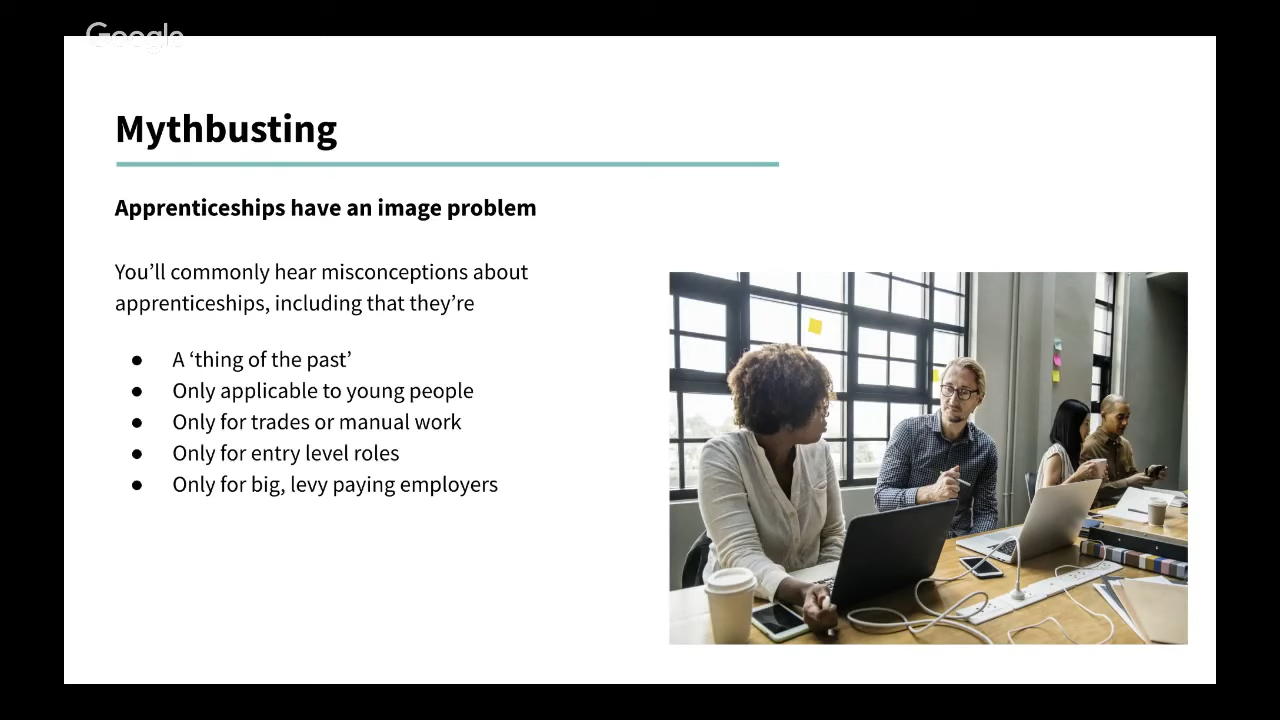 Google
Mythbusting
Apprenticeships have an image problem
You’ll commonly hear misconceptions about
apprenticeships, including that they’re
● A ‘thing of the past’
● Only applicable to young people
● Only for trades or manual work
● Only for entry level roles
● Only for big, levy paying employers